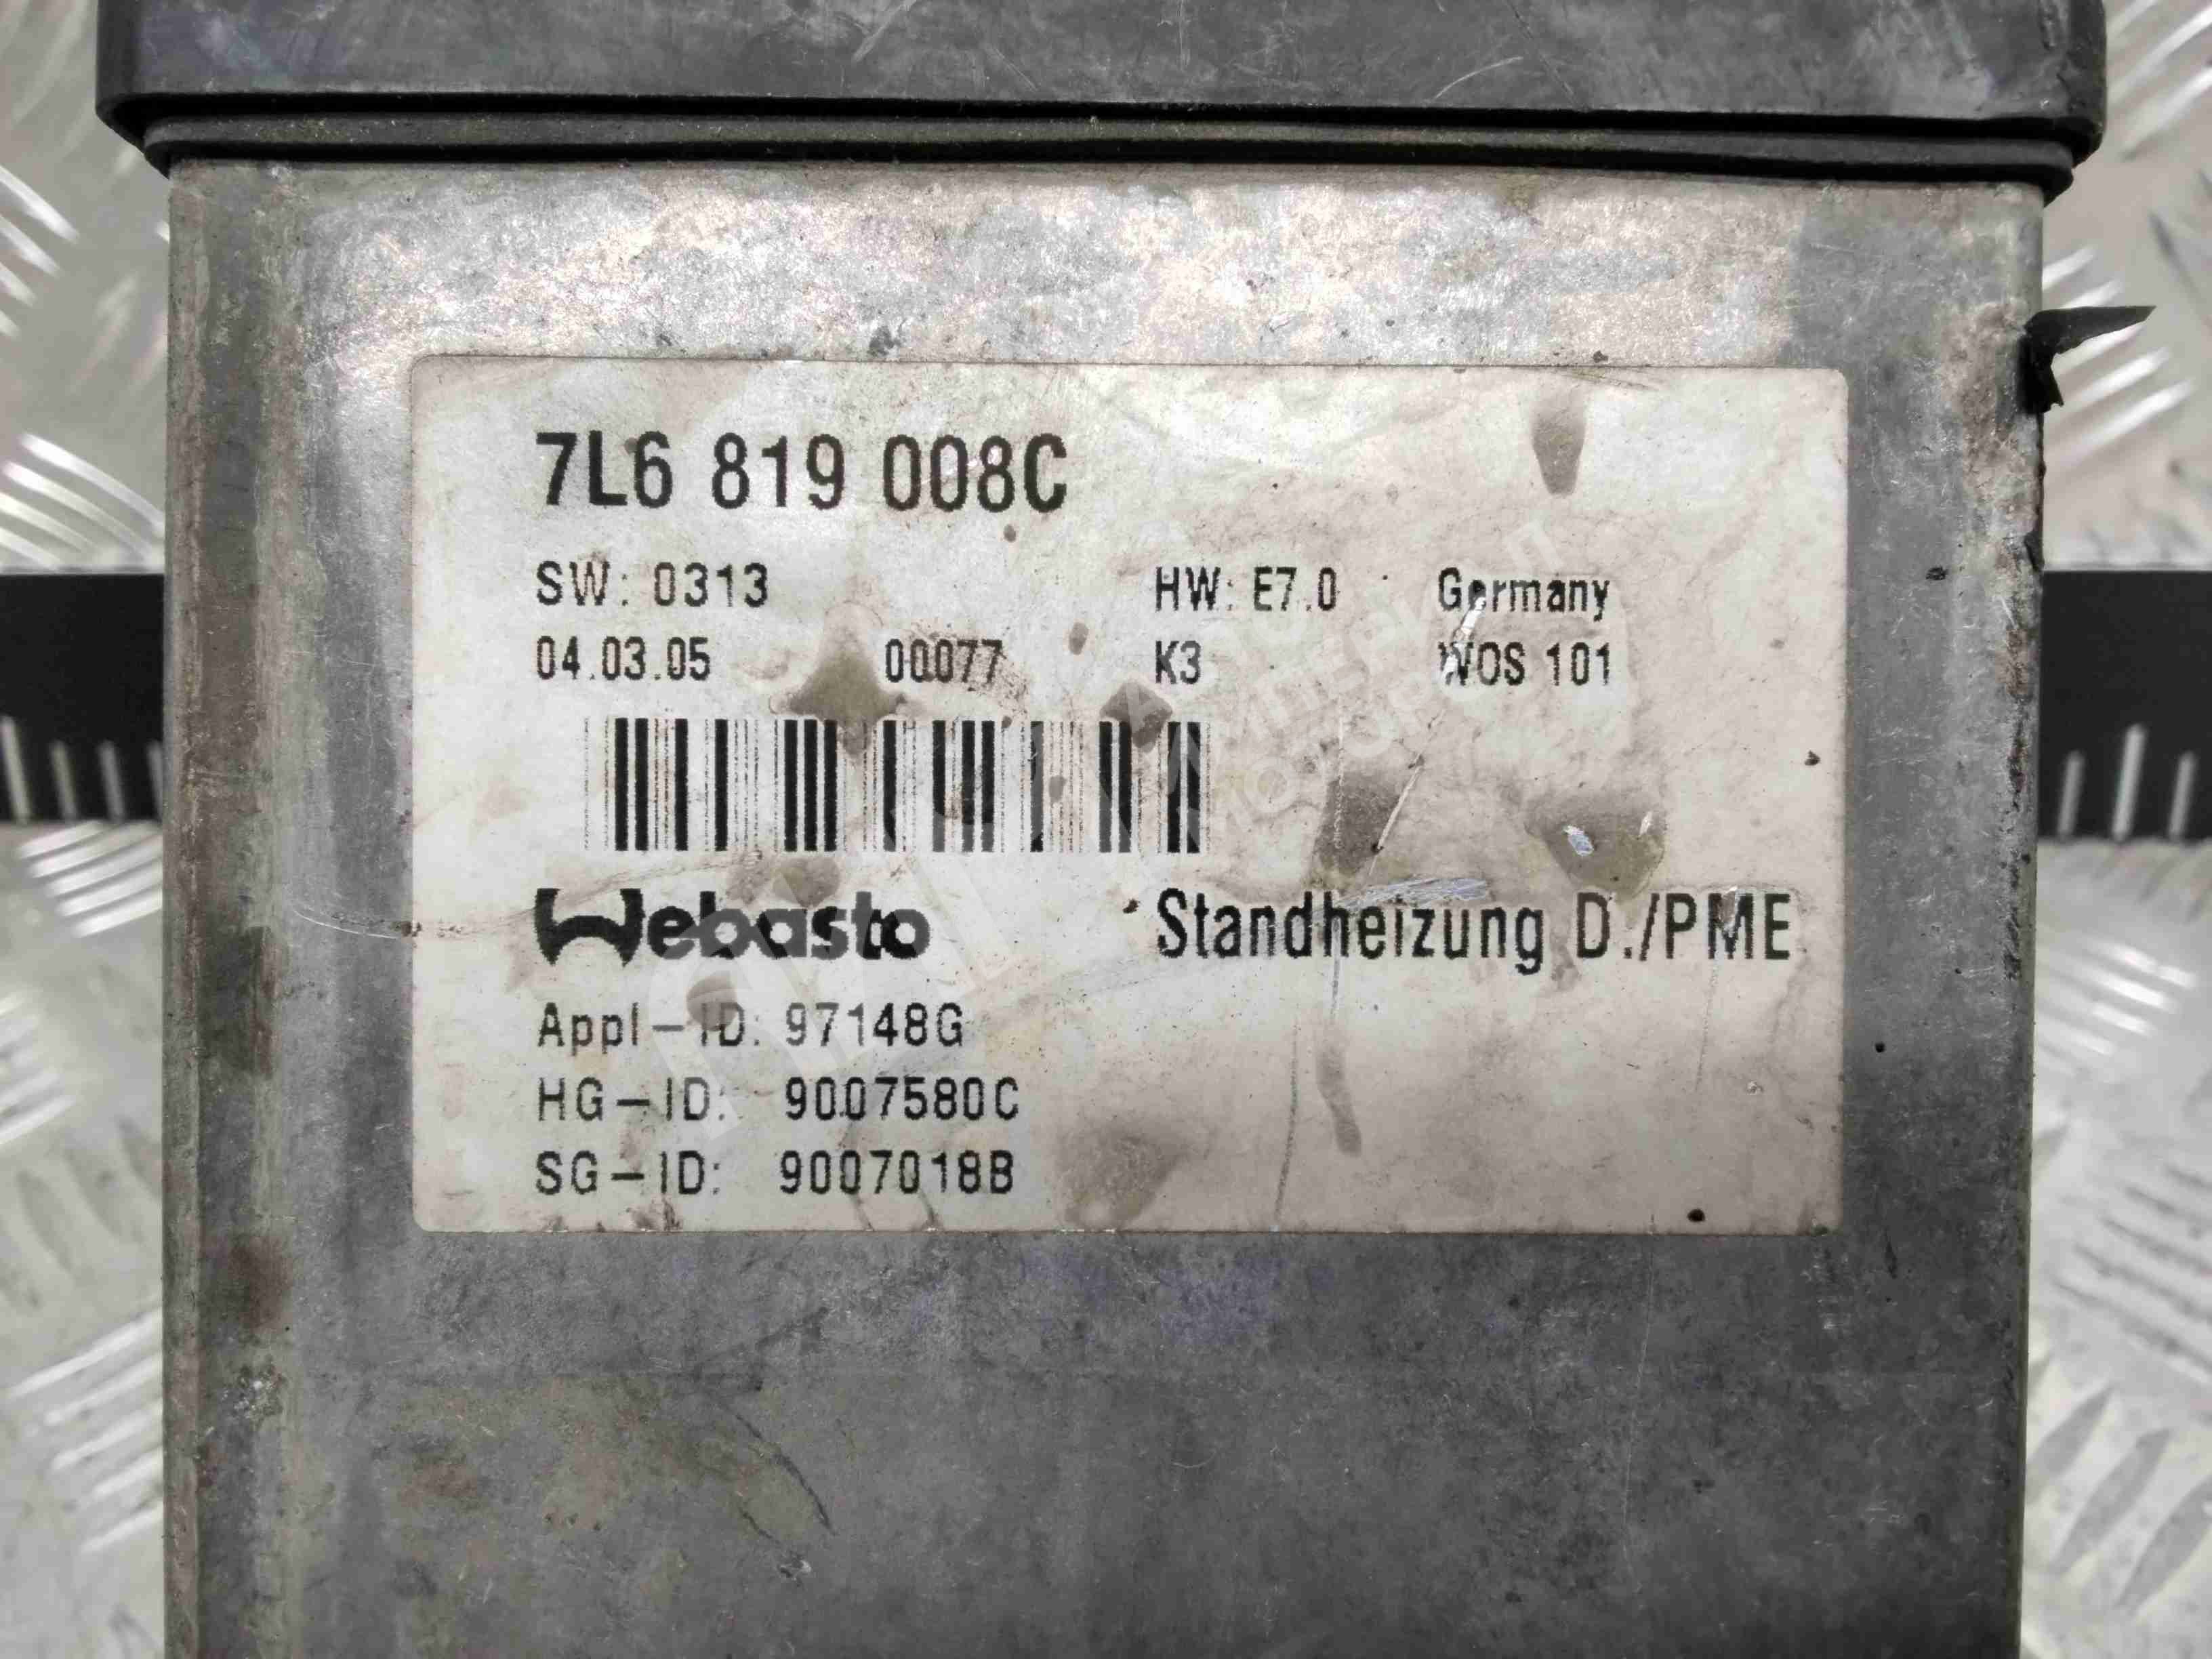 7L6 819 008C
SW: 0313 HW: E7.0 Germany
04.03.05 00077 K3 WOS 101
Webasto Standheizung D./PME
Appl-ID: 97148G
HG-ID: 9007580C
SG-ID: 9007018B